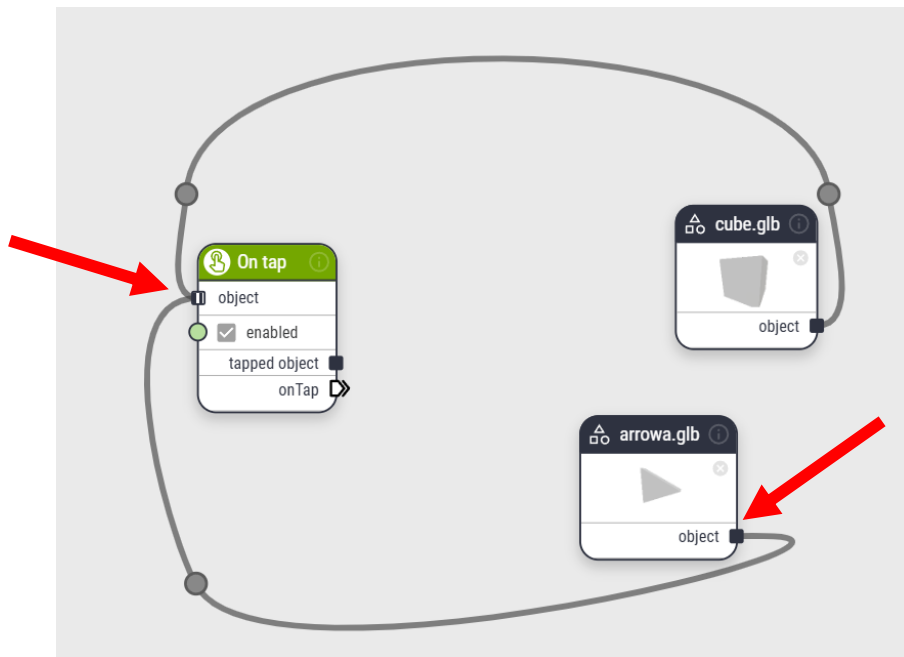 On tap
object
enabled
tapped object
onTap
cube.glb
object
arrowa.glb
object